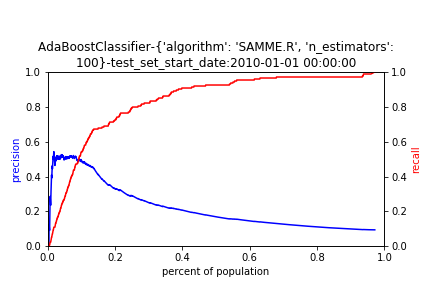 AdaBoostClassifier-{'algorithm': 'SAMME.R', 'n_estimators':
100}-test_set_start_date:2010-01-01 00:00:00
1.0 1.0
0.8 0.8
0.6 0.6
0.4 0.4
0.2 0.2
0.0 0.0
precision
recall
0.0 0.2 0.4 0.6 0.8 1.0
percent of population